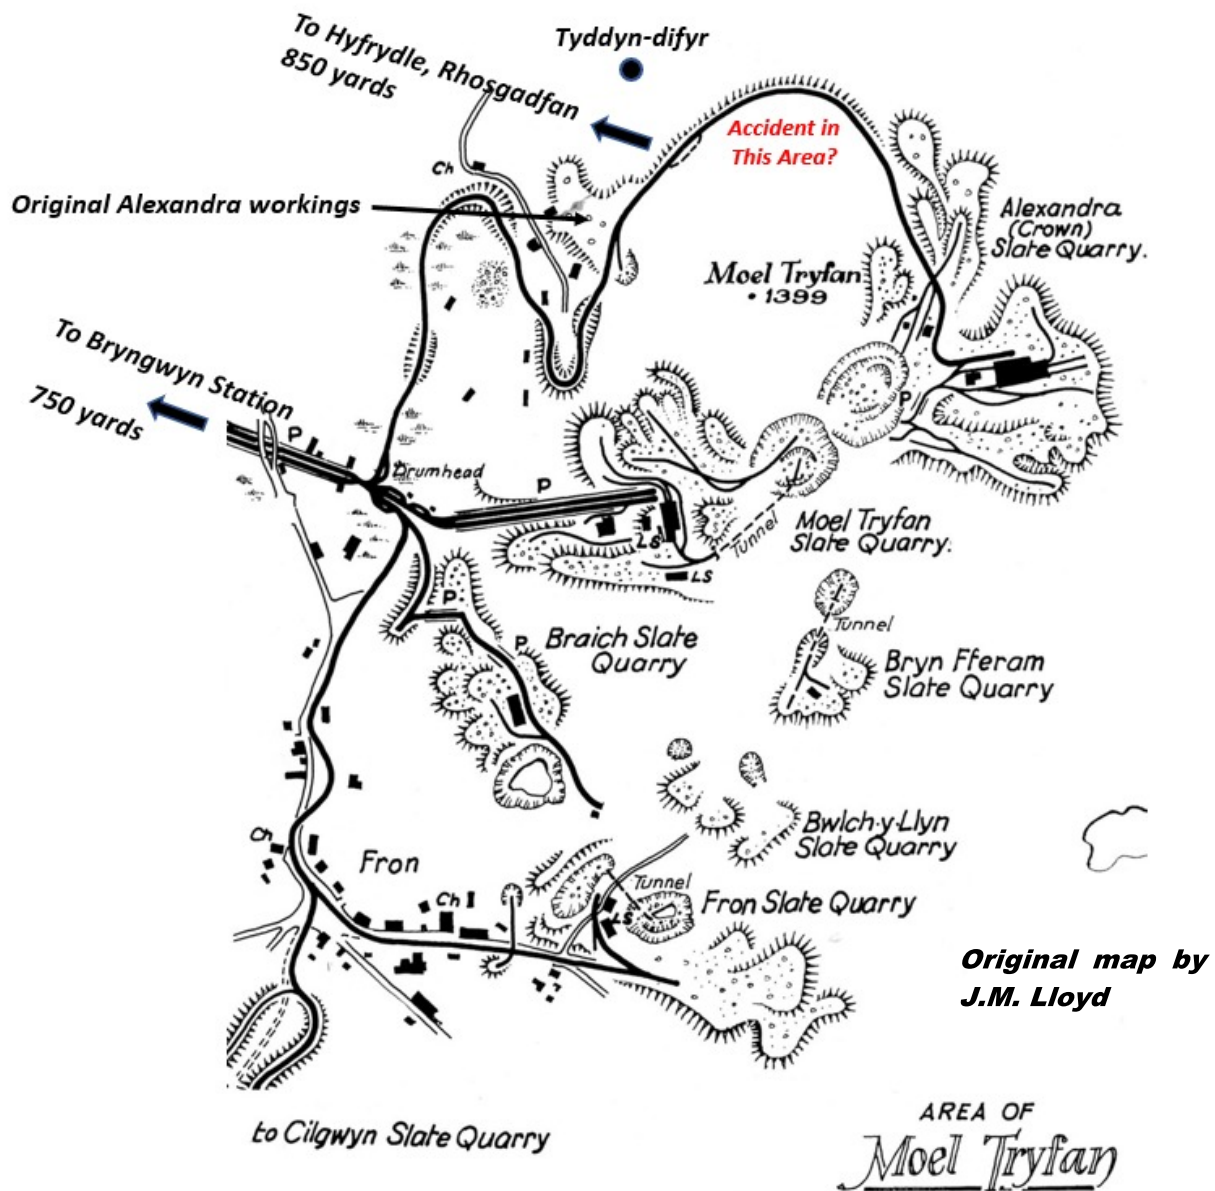 To Hyfrydle, Rhosgadfan
850 yards
Tyddyn-difyr
Accident in
This Area?
Ch
Original Alexandra workings
Alexandra
(Crown)
Slate Quarry.
Moel Tryfan
• 1399
To Bryngwyn Station
750 yards
P
Drumhead
P
P
Moel Tryfan
Slate Quarry.
Tunnel
LS
LS
P
Braich Slate
Quarry
P
Tunnel
Bryn Fferam
Slate Quarry
Bwlch-y-Llyn
Slate Quarry
Ch
Fron
Ch
Tunnel
LS
Fron Slate Quarry
Original map by
J.M. Lloyd
to Cilgwyn Slate Quarry
AREA OF
Moel Tryfan